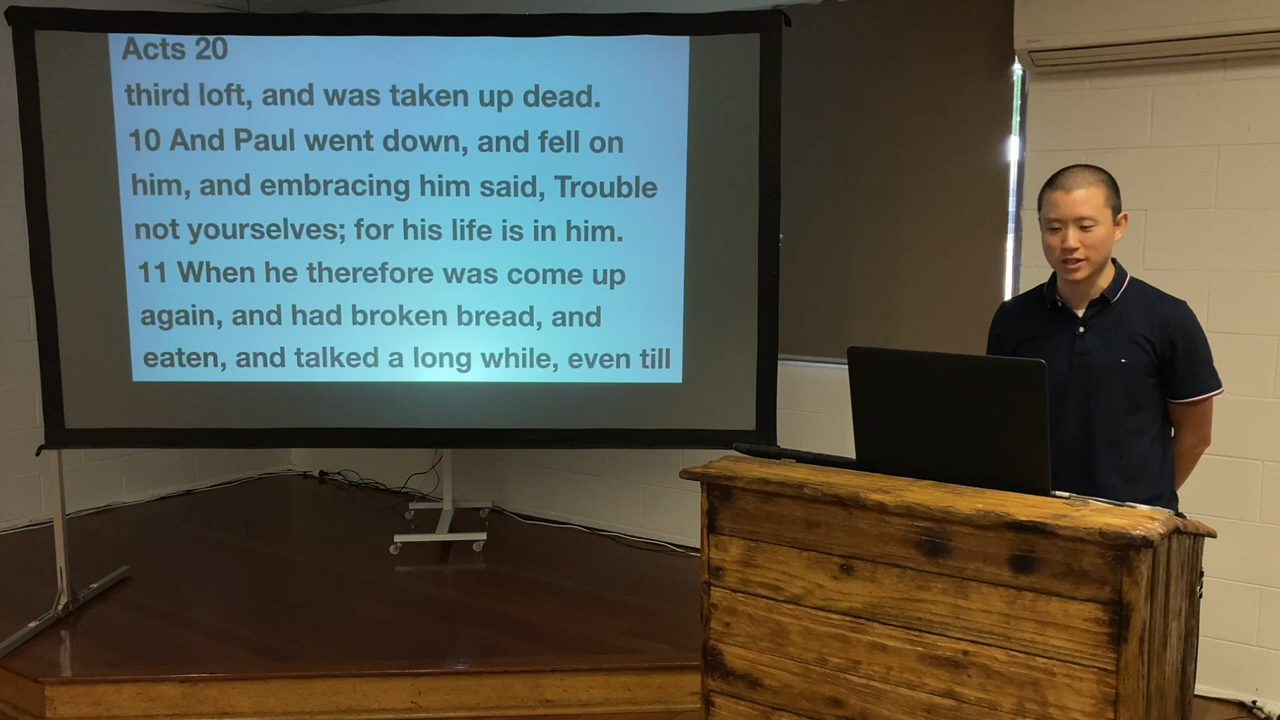 Acts 20
third loft, and was taken up dead.
10 And Paul went down, and fell on
him, and embracing him said, Trouble
not yourselves; for his life is in him.
11 When he therefore was come up
again, and had broken bread, and
eaten, and talked a long while, even till